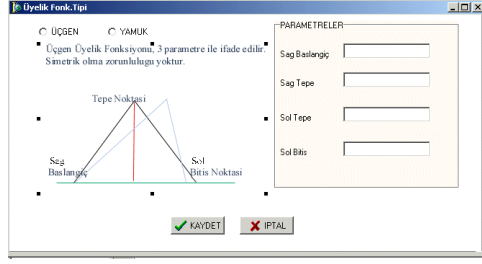 Üyelik Fonk.Tipi
ÜÇGEN
YAMUK
Üçgen Üyelik Fonksiyonu, 3 parametre ile ifade edilir.
Simetrik olma zorunlulugu yoktur.
Tepe Noktasi
Sag
Baslangiç
Sol
Bitis Noktasi
PARAMETRELER
Sag Baslangiç
Sag Tepe
Sol Tepe
Sol Bitis
KAYDET
IPTAL